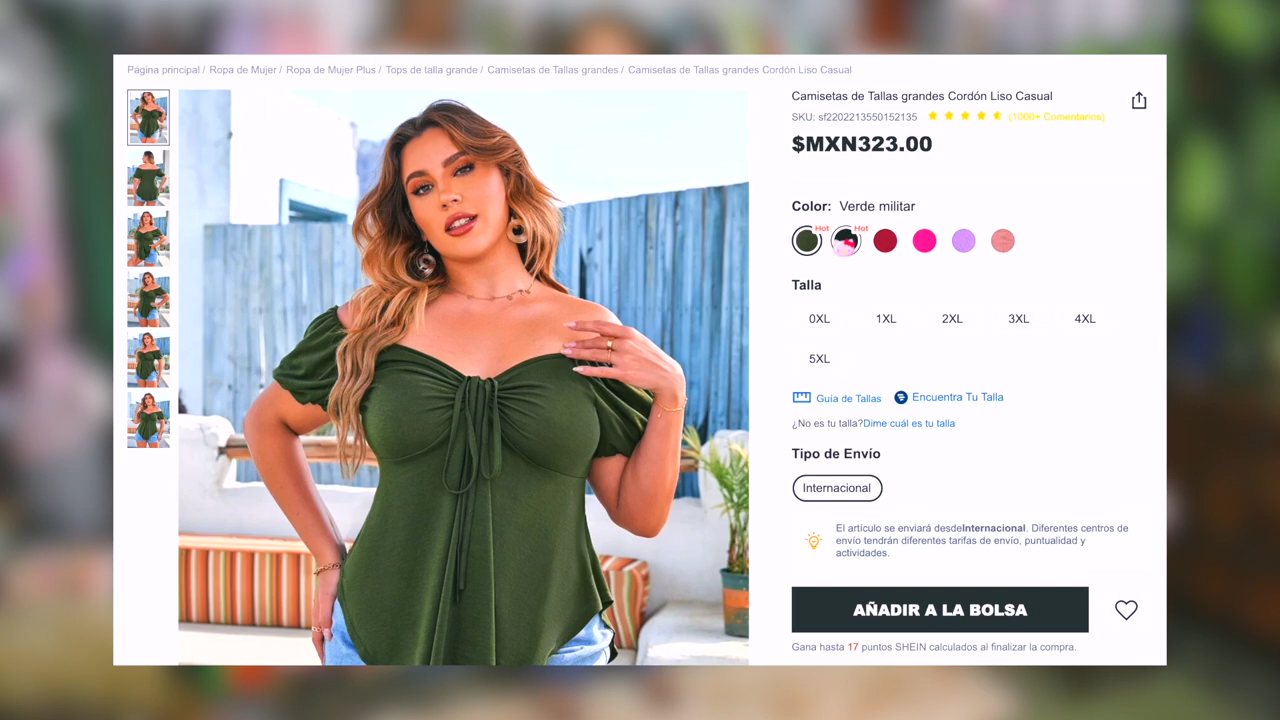 Página principal / Ropa de Mujer / Ropa de Mujer Plus / Tops de talla grande / Camisetas de Tallas grandes / Camisetas de Tallas grandes Cordón Liso Casual
Camisetas de Tallas grandes Cordón Liso Casual
SKU: sf2202213550152135 (1000+ Comentarios)
$MXN323.00
Color: Verde militar
Hot Hot
Talla
0XL 1XL 2XL 3XL 4XL
5XL
Guía de Tallas Encuentra Tu Talla
¿No es tu talla?Dime cuál es tu talla
Tipo de Envío
Internacional
El artículo se enviará desdeInternacional. Diferentes centros de
envío tendrán diferentes tarifas de envío, puntualidad y
actividades.
AÑADIR A LA BOLSA
Gana hasta 17 puntos SHEIN calculados al finalizar la compra.